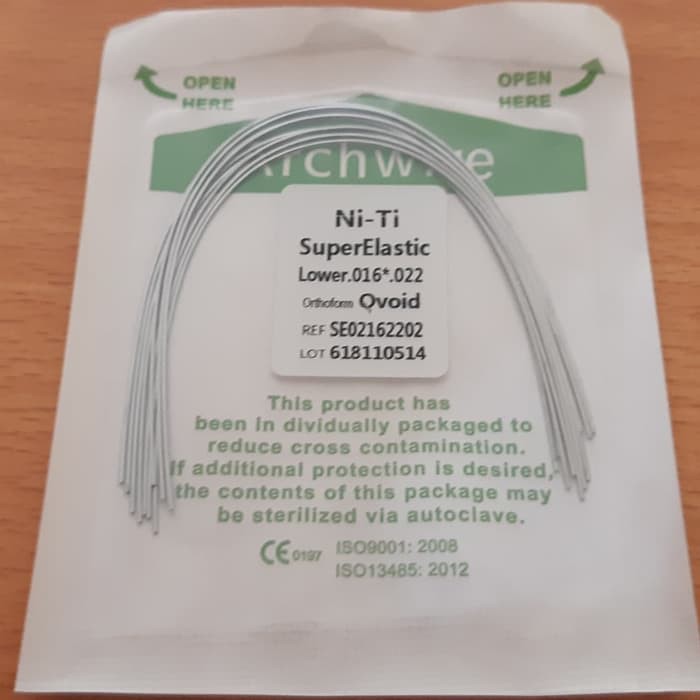 OPEN
HERE
OPEN
HERE
Archwire
Ni-Ti
SuperElastic
Lower.016*.022
Orthoform Ovoid
REF SE02162202
LOT 618110514
This product has
been in dividually packaged to
reduce cross contamination.
If additional protection is desired,
the contents of this package may
be sterilized via autoclave.
CE 0197 ISO9001: 2008
ISO13485: 2012